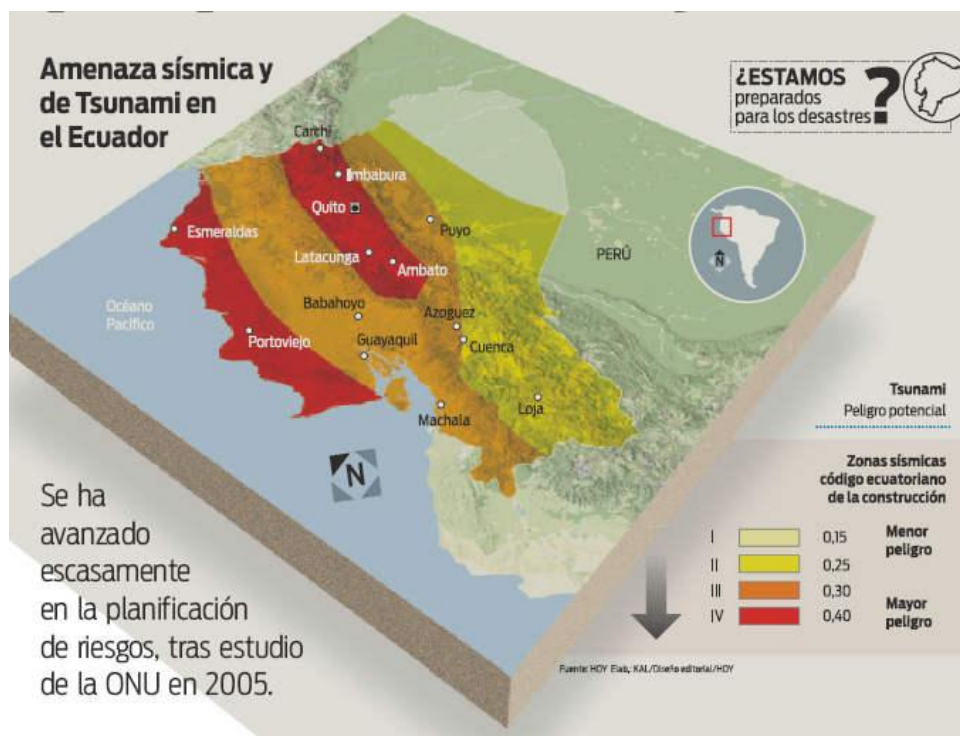 Amenaza sísmica y
de Tsunami en
el Ecuador
¿ESTAMOS
preparados
para los desastres?
Carchi
Imbabura
Quito
Puyo
Esmeraldas
Latacunga
Ambato
PERÚ
N
Océano
Pacífico
Babahoyo
Azoguez
Portoviejo
Guayaquil
Cuenca
Machala
Loja
N
Tsunami
Peligro potencial
Zonas sísmicas
código ecuatoriano
de la construcción
I 0,15 Menor
peligro
II 0,25
III 0,30
IV 0,40 Mayor
peligro
Se ha
avanzado
escasamente
en la planificación
de riesgos, tras estudio
de la ONU en 2005.
Fuente: HOY Elab.: KAL/Diseño editorial/HOY